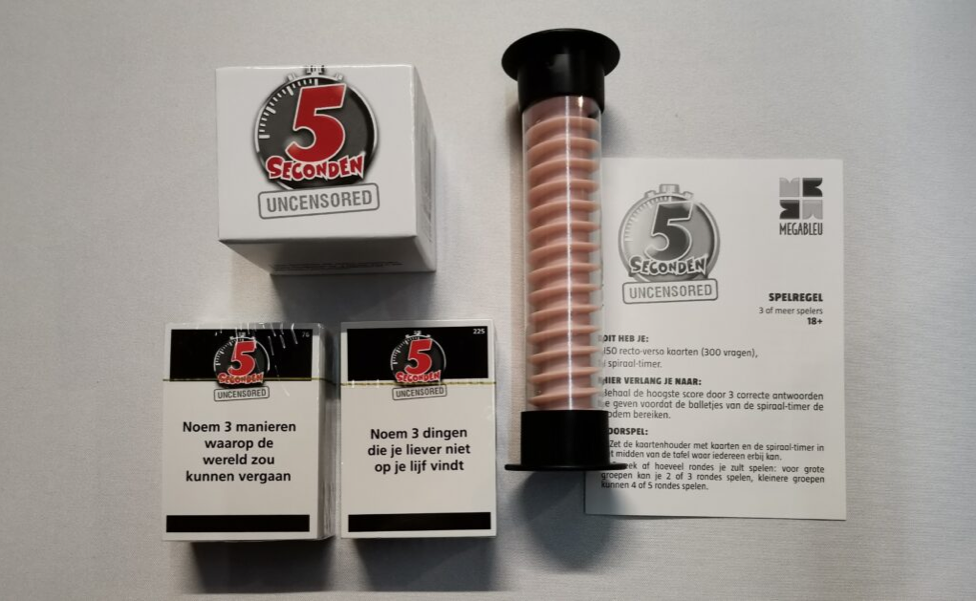 5
SECONDEN
UNCENSORED
5
SECONDEN
UNCENSORED
MEGABLEU
SPELREGEL
3 of meer spelers
18+
DIT HEB JE:
150 recto-verso kaarten (300 vragen),
spiraal-timer.
HIER VERLANG JE NAAR:
Behaal de hoogste score door 3 correcte antwoorden
te geven voordat de balletjes van de spiraal-timer de
bodem bereiken.
VOORSPEL:
Zet de kaartenhouder met kaarten en de spiraal-timer in
het midden van de tafel waar iedereen erbij kan.
af hoeveel rondes je zult spelen: voor grote
groepen kan je 2 of 3 rondes spelen, kleinere groepen
kunnen 4 of 5 rondes spelen.
5
SECONDEN
UNCENSORED
Noem 3 manieren
waarop de
wereld zou
kunnen vergaan
225
5
SECONDEN
UNCENSORED
Noem 3 dingen
die je liever niet
op je lijf vindt